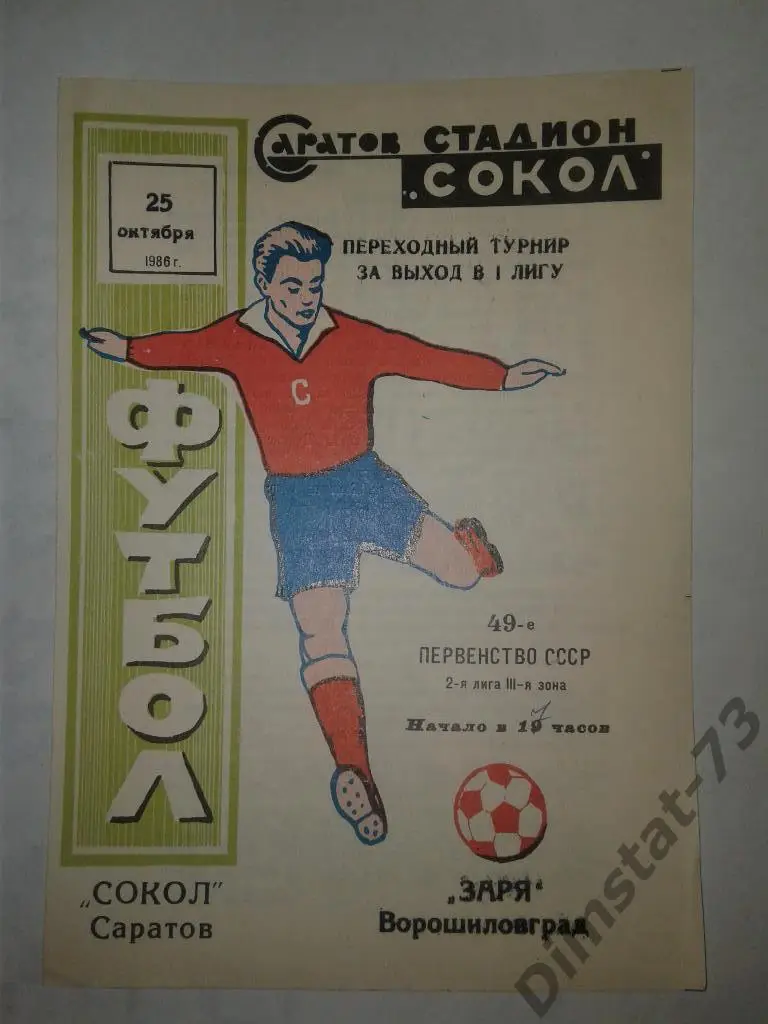 Саратов СТАДИОН
„СОКОЛ"
25
октября
1986 г.
ПЕРЕХОДНЫЙ ТУРНИР
ЗА ВЫХОД В I ЛИГУ
С
ФУТБОЛ
49-е
ПЕРВЕНСТВО СССР
2-я лига III-я зона
Начало в 17 часов
„СОКОЛ"
Саратов
„ЗАРЯ"
Ворошиловград
Dimstat-73